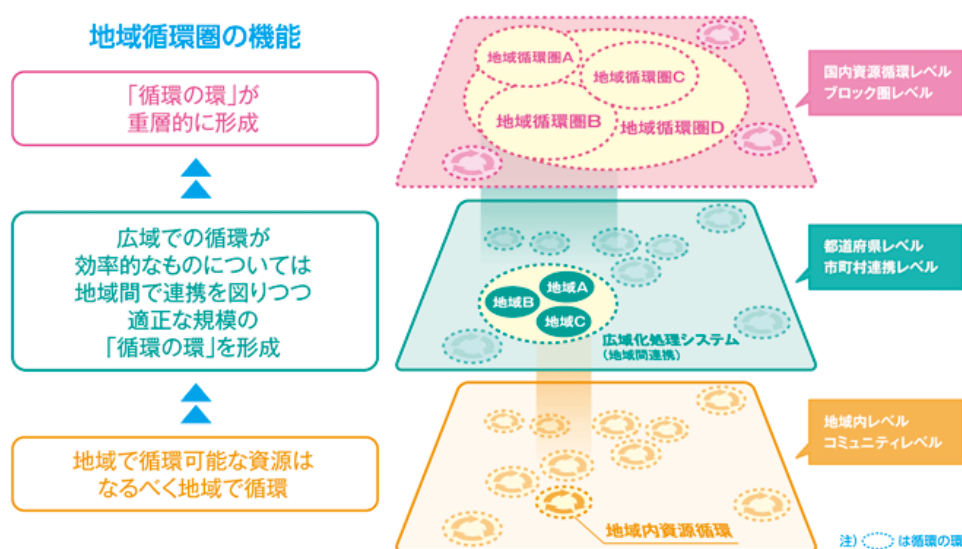 地域循環圏の機能
「循環の環」が
重層的に形成
広域での循環が
効率的なものについては
地域間で連携を図りつつ
適正な規模の
「循環の環」を形成
地域で循環可能な資源は
なるべく地域で循環
地域循環圏A
地域循環圏C
地域循環圏B
地域循環圏D
国内資源循環レベル
ブロック圏レベル
地域A
地域B
地域C
広域化処理システム
(地域間連携)
都道府県レベル
市町村連携レベル
地域内資源循環
地域内レベル
コミュニティレベル
注) は循環の環